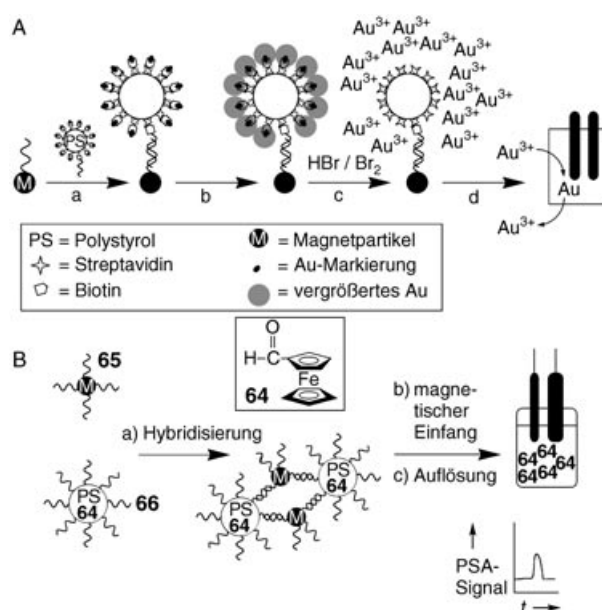 A
Au3+ Au3+
Au3+ Au3+ Au3+
Au3+ Au3+
Au3+ Au3+
Au3+ Au3+
Au3+ Au3+
PS
M
HBr / Br2
a b c d
Au3+
Au
Au3+
PS = Polystyrol
= Streptavidin
= Biotin
M = Magnetpartikel
= Au-Markierung
= vergrößertes Au
B
65
M
O
H–C
Fe
64
a) Hybridisierung
b) magne-
tischer
Einfang
c) Auflösung
PS
64
66
M
PS
64
PS
64
M
64 64
64 64 64
64 64
PSA-
Signal
t